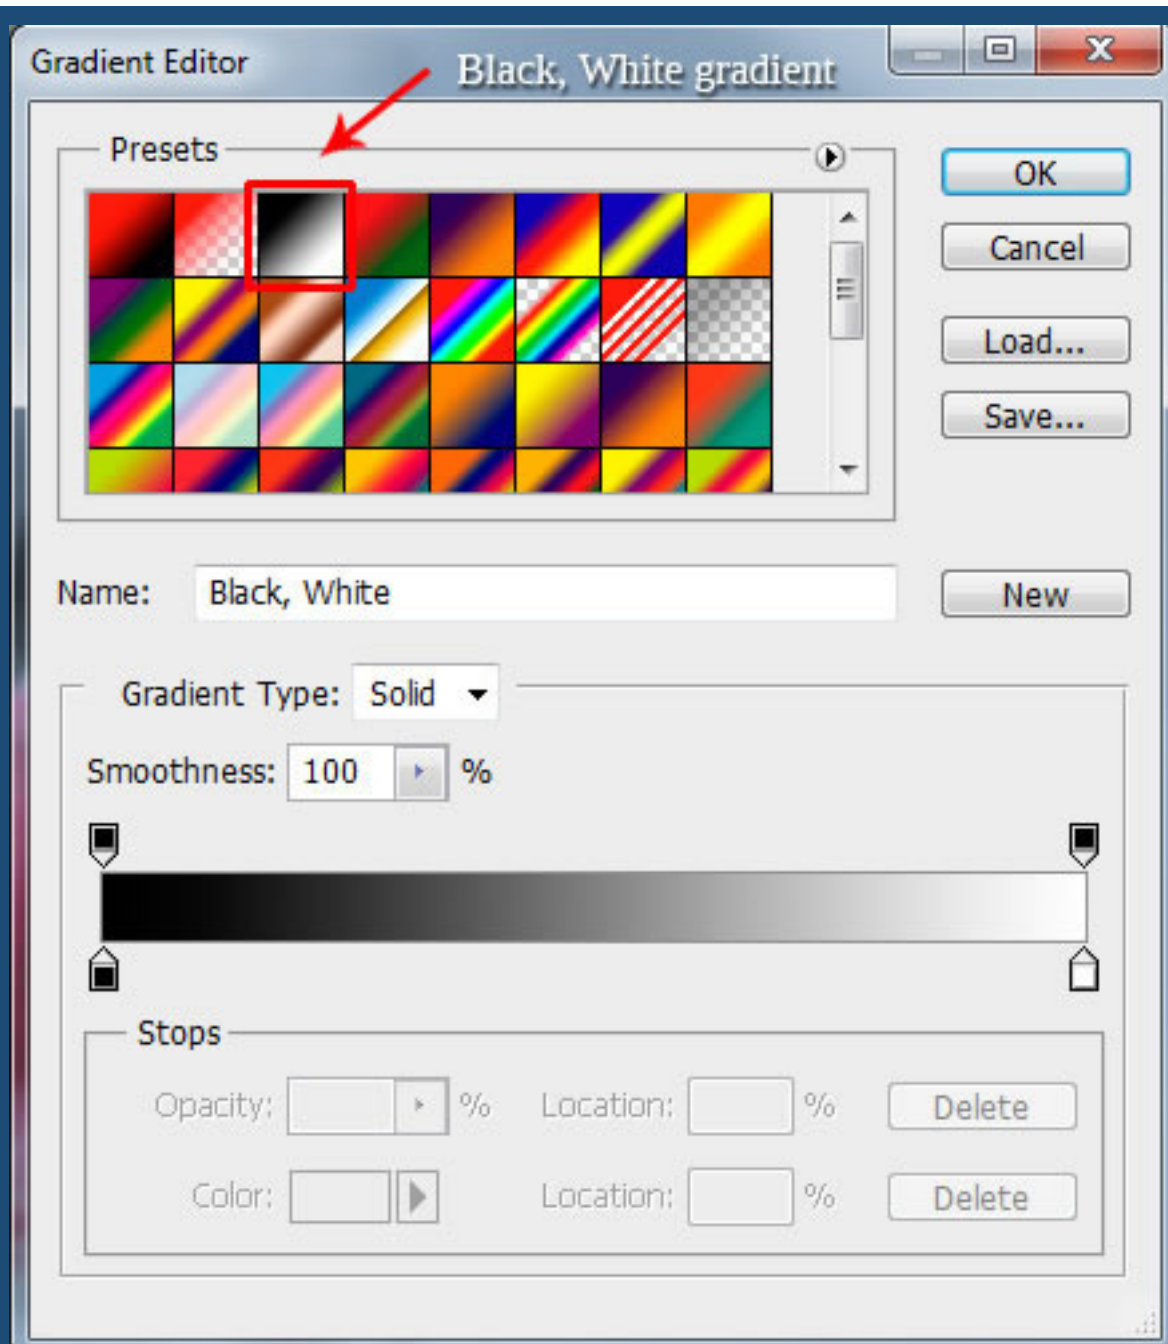 Gradient Editor
Black, White gradient
Presets
OK
Cancel
Load...
Save...
Name: Black, White
New
Gradient Type: Solid
Smoothness: 100 %
Stops
Opacity: % Location: % Delete
Color: Location: % Delete